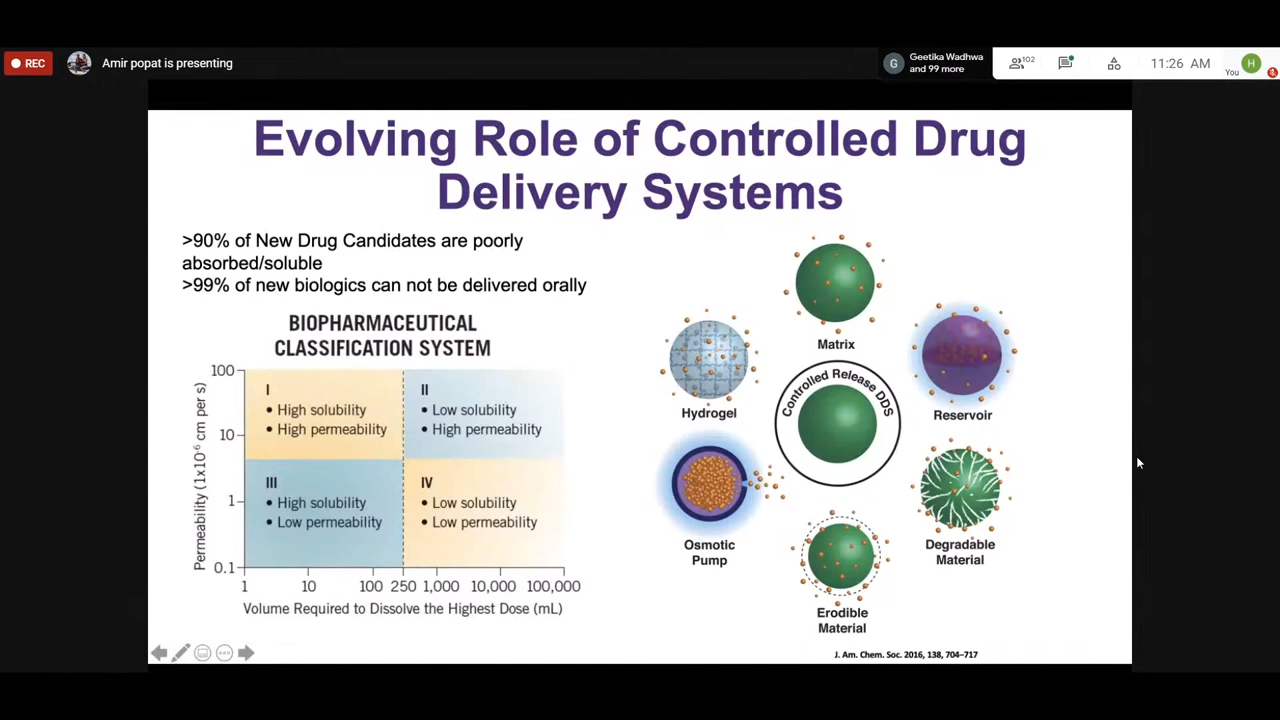 REC
Amir popat is presenting
G
Geetika Wadhwa
and 99 more
102
11:26 AM
You
H
Evolving Role of Controlled Drug
Delivery Systems
>90% of New Drug Candidates are poorly
absorbed/soluble
>99% of new biologics can not be delivered orally
BIOPHARMACEUTICAL
CLASSIFICATION SYSTEM
Permeability (1x10⁻⁶ cm per s)
100
10
1
0.1
I
• High solubility
• High permeability
II
• Low solubility
• High permeability
III
• High solubility
• Low permeability
IV
• Low solubility
• Low permeability
1 10 100 250 1,000 10,000 100,000
Volume Required to Dissolve the Highest Dose (mL)
Matrix
Hydrogel
Controlled Release DDS
Reservoir
Osmotic
Pump
Degradable
Material
Erodible
Material
J. Am. Chem. Soc. 2016, 138, 704–717